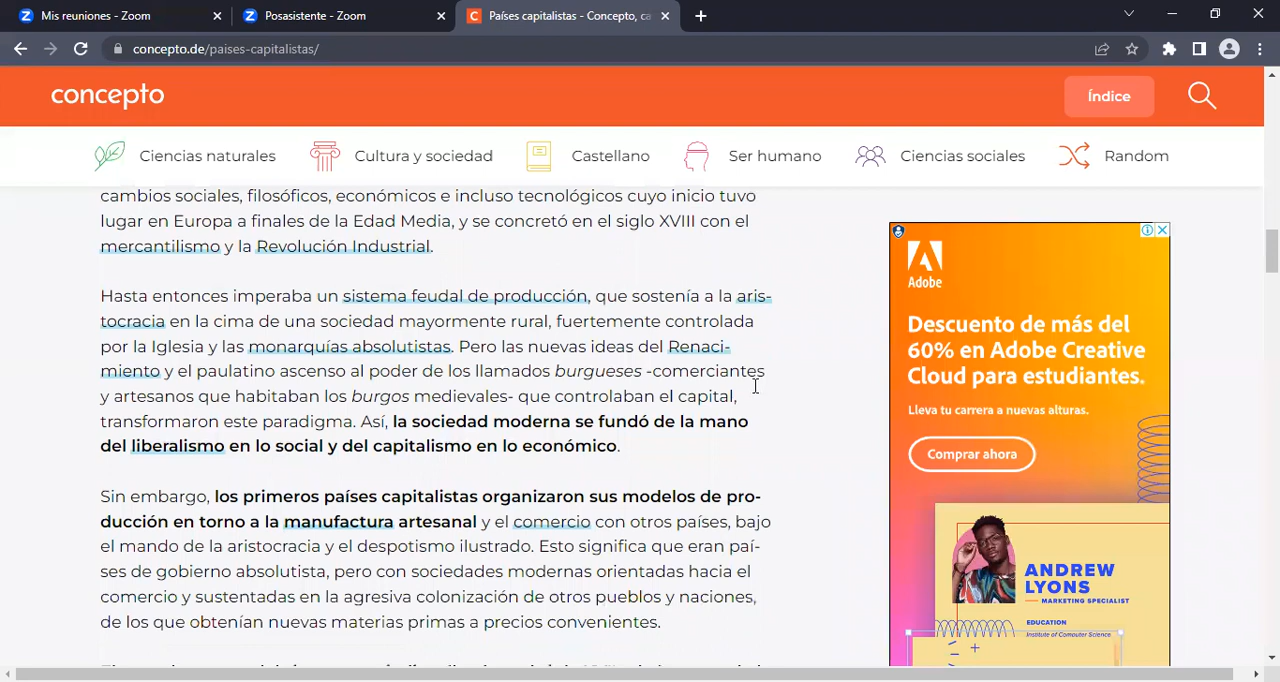 Mis reuniones - Zoom
Posasistente - Zoom
Países capitalistas - Concepto, ca
concepto.de/paises-capitalistas/
concepto
Índice
Ciencias naturales
Cultura y sociedad
Castellano
Ser humano
Ciencias sociales
Random
cambios sociales, filosóficos, económicos e incluso tecnológicos cuyo inicio tuvo
lugar en Europa a finales de la Edad Media, y se concretó en el siglo XVIII con el
mercantilismo y la Revolución Industrial.
Hasta entonces imperaba un sistema feudal de producción, que sostenía a la aris-
tocracia en la cima de una sociedad mayormente rural, fuertemente controlada
por la Iglesia y las monarquías absolutistas. Pero las nuevas ideas del Renaci-
miento y el paulatino ascenso al poder de los llamados burgueses -comerciantes
y artesanos que habitaban los burgos medievales- que controlaban el capital,
transformaron este paradigma. Así, la sociedad moderna se fundó de la mano
del liberalismo en lo social y del capitalismo en lo económico.
Sin embargo, los primeros países capitalistas organizaron sus modelos de pro-
ducción en torno a la manufactura artesanal y el comercio con otros países, bajo
el mando de la aristocracia y el despotismo ilustrado. Esto significa que eran paí-
ses de gobierno absolutista, pero con sociedades modernas orientadas hacia el
comercio y sustentadas en la agresiva colonización de otros pueblos y naciones,
de los que obtenían nuevas materias primas a precios convenientes.
Adobe
Descuento de más del
60% en Adobe Creative
Cloud para estudiantes.
Lleva tu carrera a nuevas alturas.
Comprar ahora
ANDREW
LYONS
MARKETING SPECIALIST
EDUCATION
Institute of Computer Science